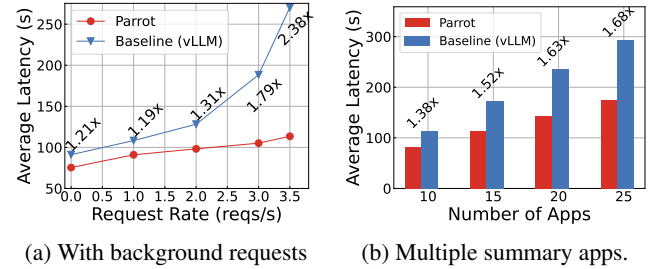 Average Latency (s)
250
200
150
100
50
Parrot
Baseline (vLLM)
1.21x
1.19x
1.31x
1.79x
2.38x
0.0 0.5 1.0 1.5 2.0 2.5 3.0 3.5
Request Rate (reqs/s)
(a) With background requests
Average Latency (s)
300
200
100
0
Parrot
Baseline (vLLM)
1.38x
1.52x
1.63x
1.68x
10 15 20 25
Number of Apps
(b) Multiple summary apps.